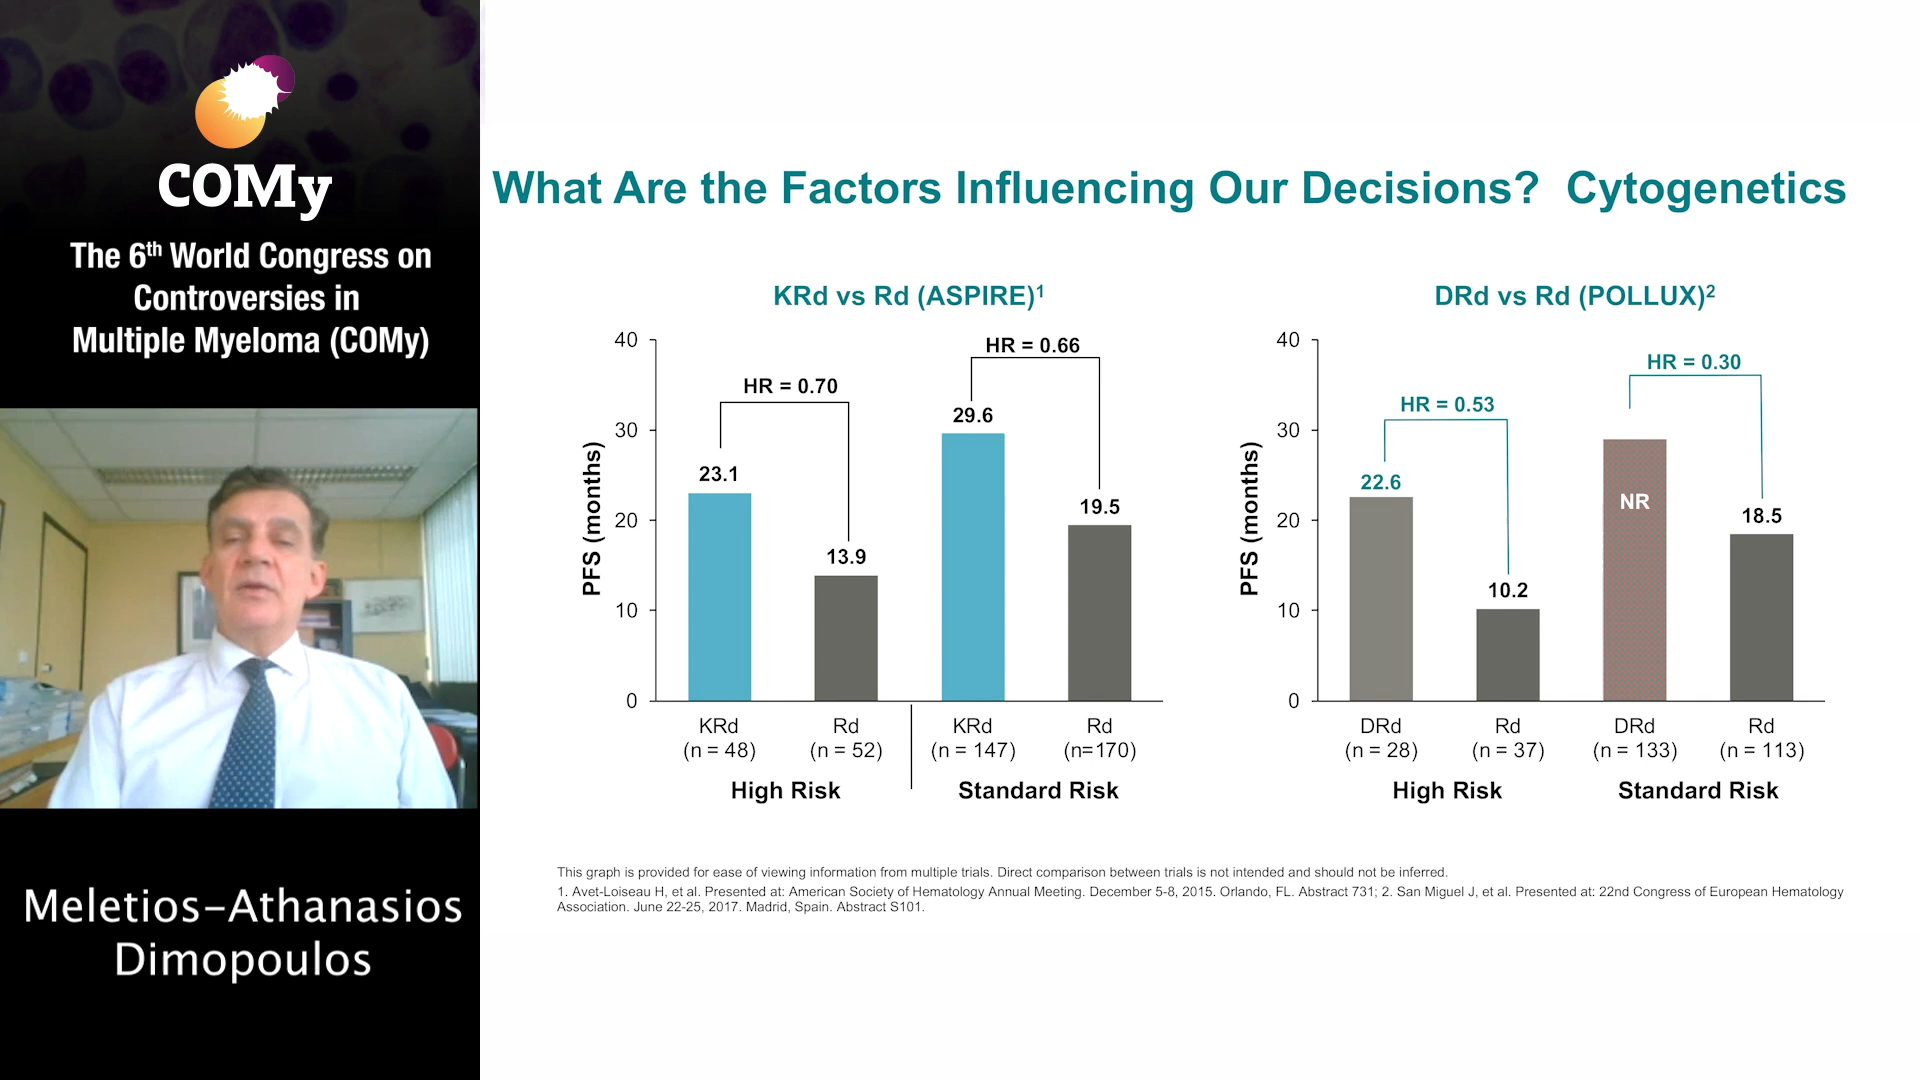 COMy
The 6th World Congress on
Controversies in
Multiple Myeloma (COMy)
Meletios-Athanasios
Dimopoulos
What Are the Factors Influencing Our Decisions?  Cytogenetics
KRd vs Rd (ASPIRE)1
PFS (months)
40
30
20
10
0
HR = 0.70
HR = 0.66
23.1
13.9
29.6
19.5
KRd
(n = 48)
Rd
(n = 52)
KRd
(n = 147)
Rd
(n=170)
High Risk
Standard Risk
DRd vs Rd (POLLUX)2
PFS (months)
40
30
20
10
0
HR = 0.53
HR = 0.30
22.6
10.2
NR
18.5
DRd
(n = 28)
Rd
(n = 37)
DRd
(n = 133)
Rd
(n = 113)
High Risk
Standard Risk
This graph is provided for ease of viewing information from multiple trials. Direct comparison between trials is not intended and should not be inferred.
1. Avet-Loiseau H, et al. Presented at: American Society of Hematology Annual Meeting. December 5-8, 2015. Orlando, FL. Abstract 731; 2. San Miguel J, et al. Presented at: 22nd Congress of European Hematology
Association. June 22-25, 2017. Madrid, Spain. Abstract S101.